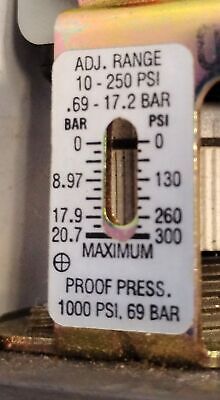 ADJ. RANGE
10 - 250 PSI
.69 - 17.2 BAR
BAR PSI
0 0
8.97 130
17.9 260
20.7 300
MAXIMUM
PROOF PRESS.
1000 PSI, 69 BAR